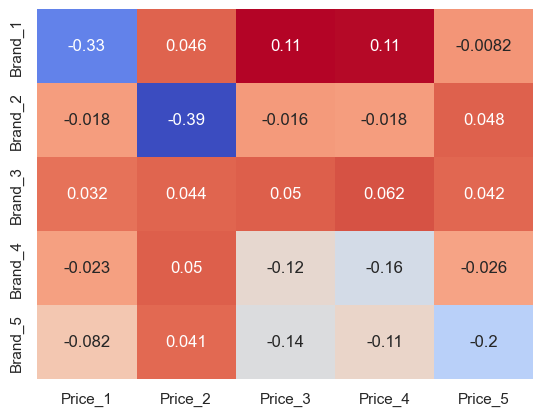 Brand_1 -0.33 0.046 0.11 0.11 -0.0082
Brand_2 -0.018 -0.39 -0.016 -0.018 0.048
Brand_3 0.032 0.044 0.05 0.062 0.042
Brand_4 -0.023 0.05 -0.12 -0.16 -0.026
Brand_5 -0.082 0.041 -0.14 -0.11 -0.2
Price_1 Price_2 Price_3 Price_4 Price_5